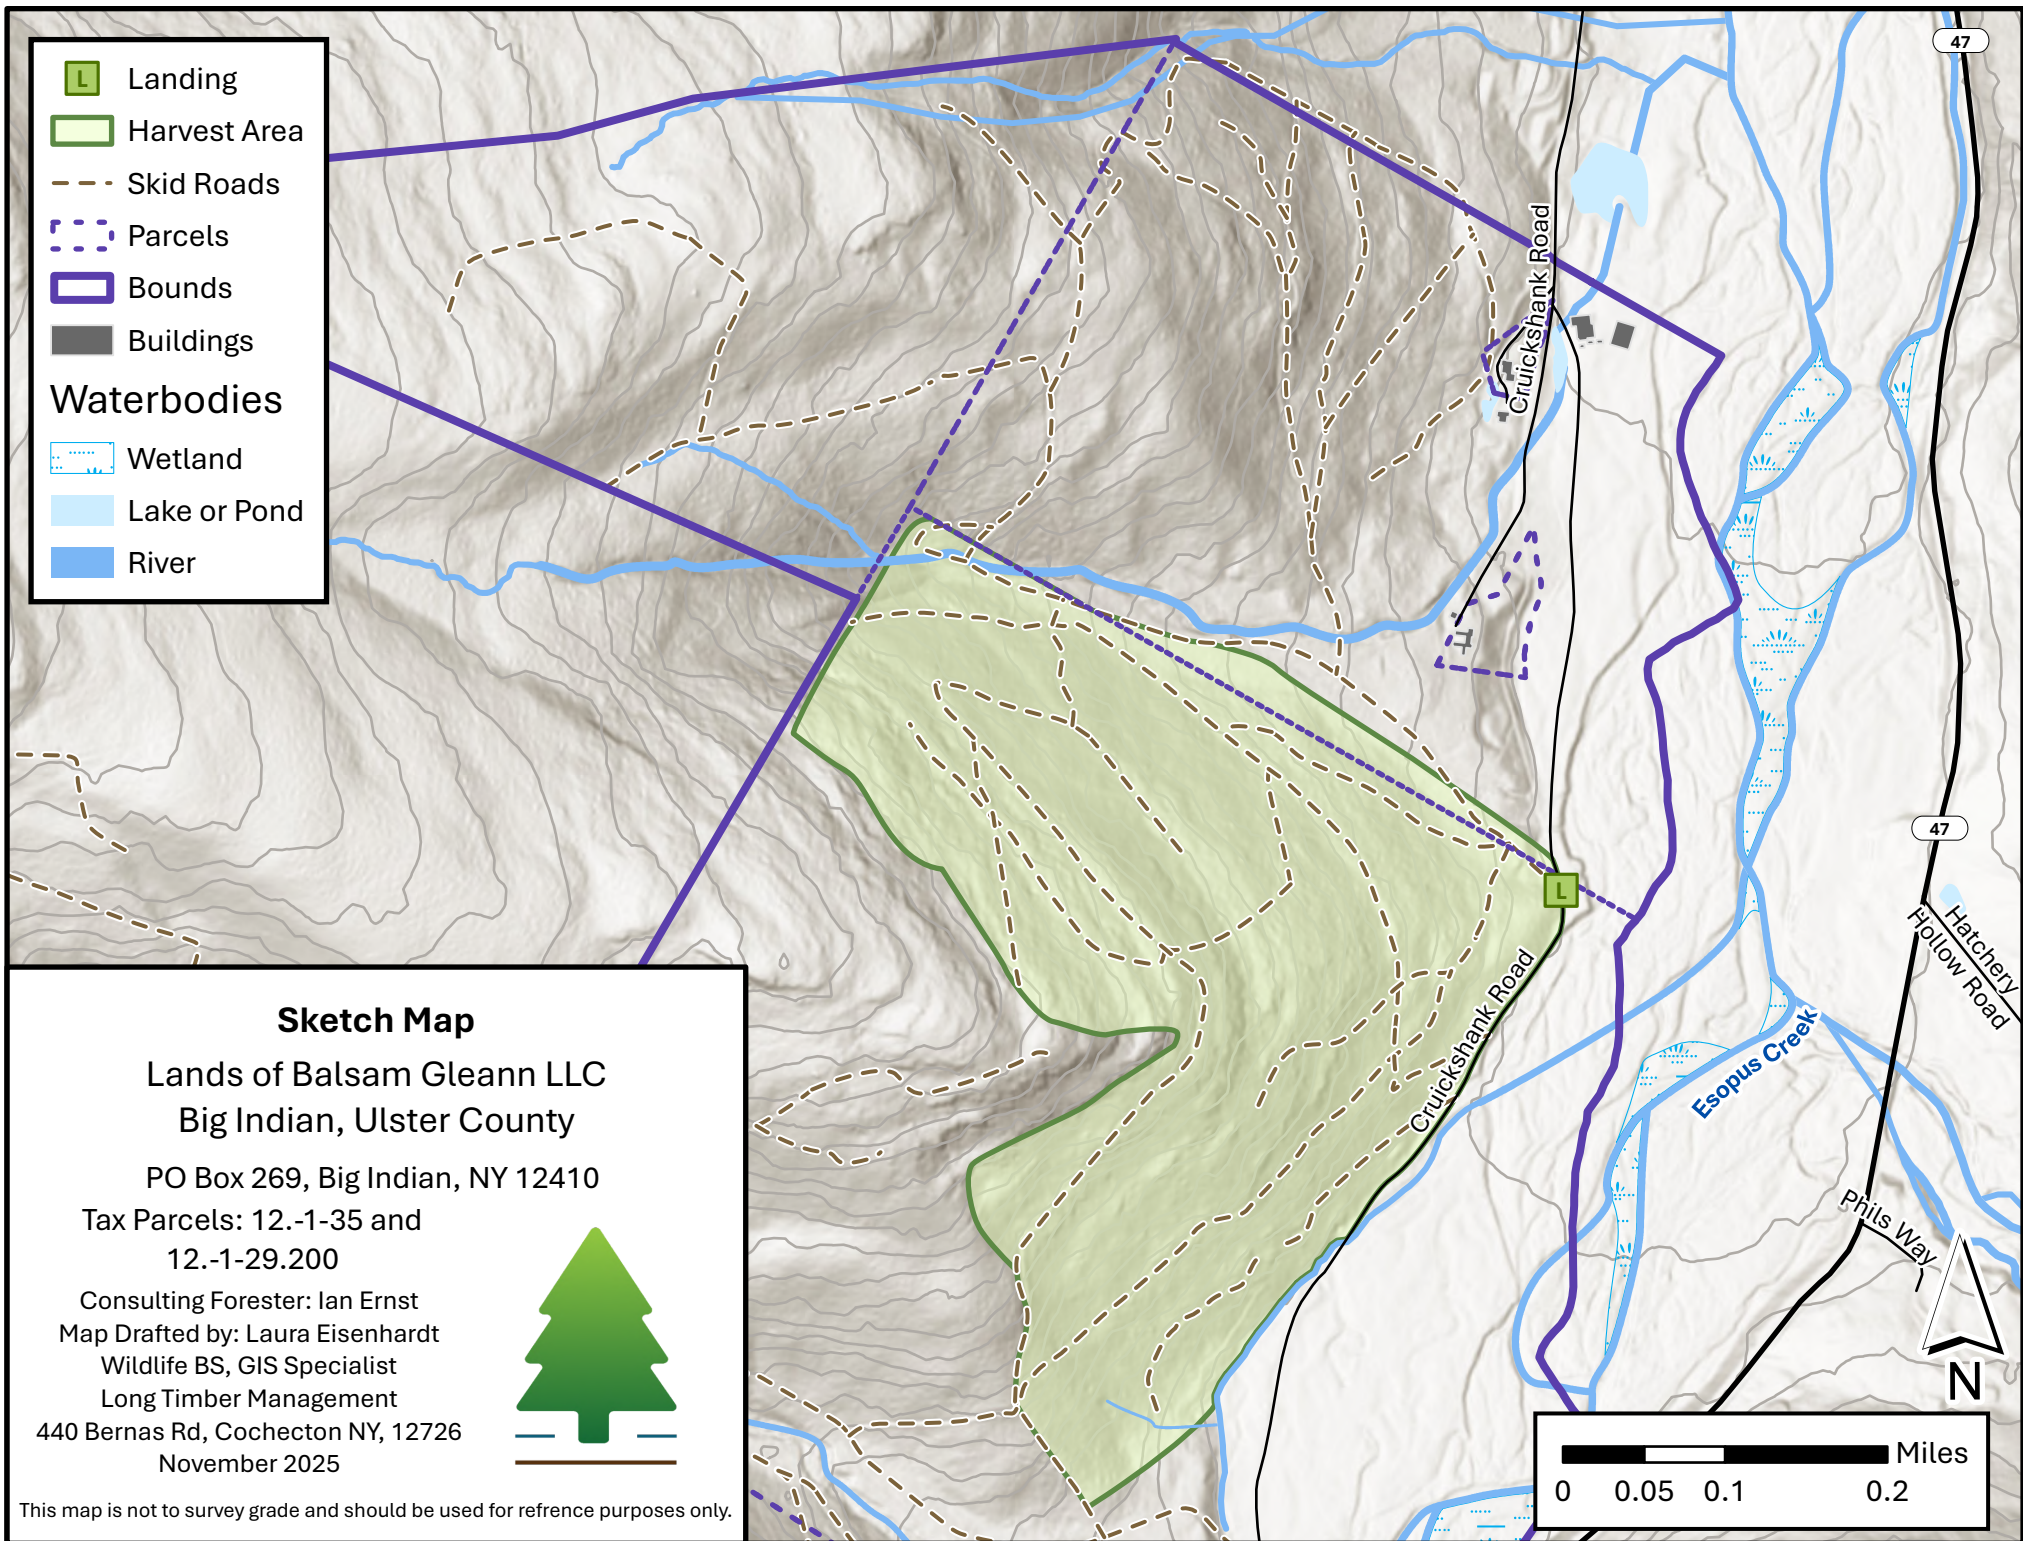 L Landing
Harvest Area
Skid Roads
Parcels
Bounds
Buildings
Waterbodies
Wetland
Lake or Pond
River
47
Cruickshank Road
47
L
Hatchery
Hollow Road
Cruickshank Road
Esopus Creek
Phils Way
N
Sketch Map
Lands of Balsam Gleann LLC
Big Indian, Ulster County
PO Box 269, Big Indian, NY 12410
Tax Parcels: 12.-1-35 and
12.-1-29.200
Consulting Forester: Ian Ernst
Map Drafted by: Laura Eisenhardt
Wildlife BS, GIS Specialist
Long Timber Management
440 Bernas Rd, Cochecton NY, 12726
November 2025
This map is not to survey grade and should be used for refrence purposes only.
Miles
0 0.05 0.1 0.2